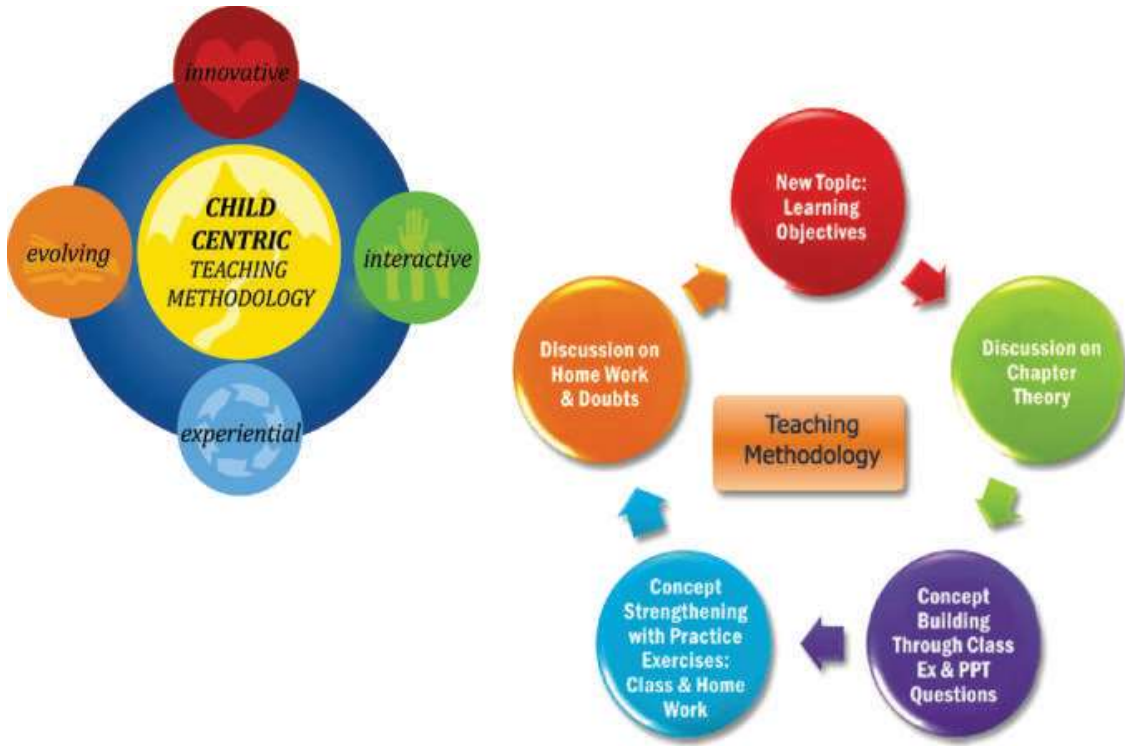 innovative
evolving
CHILD
CENTRIC
TEACHING
METHODOLOGY
interactive
experiential
New Topic:
Learning
Objectives
Discussion on
Chapter
Theory
Concept
Building
Through Class
Ex & PPT
Questions
Concept
Strengthening
with Practice
Exercises:
Class & Home
Work
Discussion on
Home Work
& Doubts
Teaching
Methodology